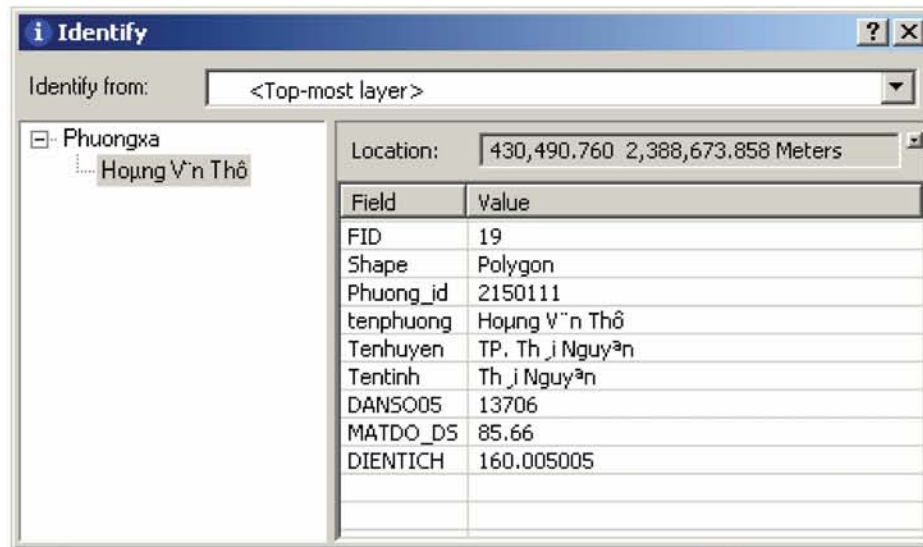 Identify
Identify from: <Top-most layer>
Phuongxa
Hoµng V¨n Thô
Location: 430,490.760 2,388,673.858 Meters
Field Value
FID 19
Shape Polygon
Phuong_id 2150111
tenphuong Hoµng V¨n Thô
Tenhuyen TP. Th¸i Nguyªn
Tentinh Th¸i Nguyªn
DANSO05 13706
MATDO_DS 85.66
DIENTICH 160.005005